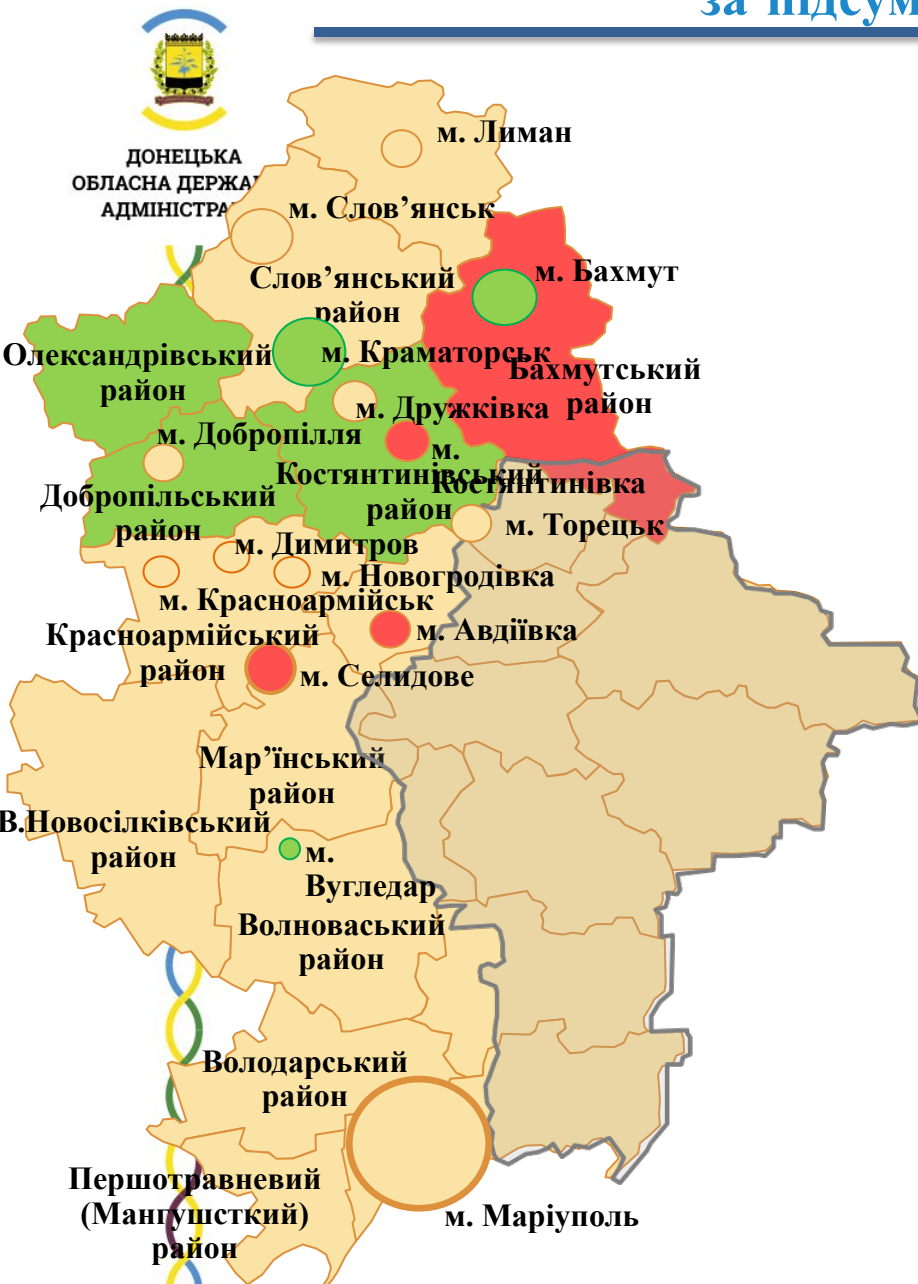 за підсум
ДОНЕЦЬКА
ОБЛАСНА ДЕРЖА
АДМІНІСТРА
м. Лиман
м. Слов’янськ
Слов’янський
район
м. Бахмут
Олександрівський
район
м. Краматорськ
Бахмутський
район
м. Дружківка
м. Добропілля
м.
Костянтинівка
Костянтинівський
район
Добропільський
район
м. Торецьк
м. Димитров
м. Новогродівка
м. Красноармійськ
Красноармійський
район
м. Авдіївка
м. Селидове
Мар’їнський
район
В.Новосілківський
район
м.
Вугледар
Волноваський
район
Володарський
район
Першотравневий
(Мангушсткий)
район
м. Маріуполь